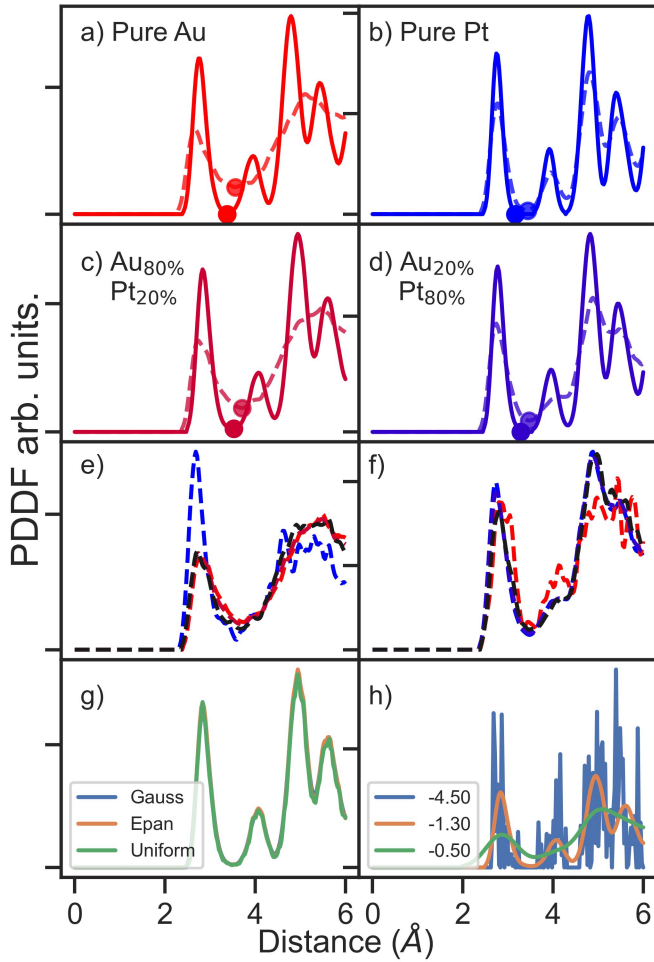 a) Pure Au
b) Pure Pt
c) Au80%
Pt20%
d) Au20%
Pt80%
PDDF arb. units.
e)
f)
g)
Gauss
Epan
Uniform
h)
-4.50
-1.30
-0.50
0 2 4 6
0 2 4 6
Distance (Å)